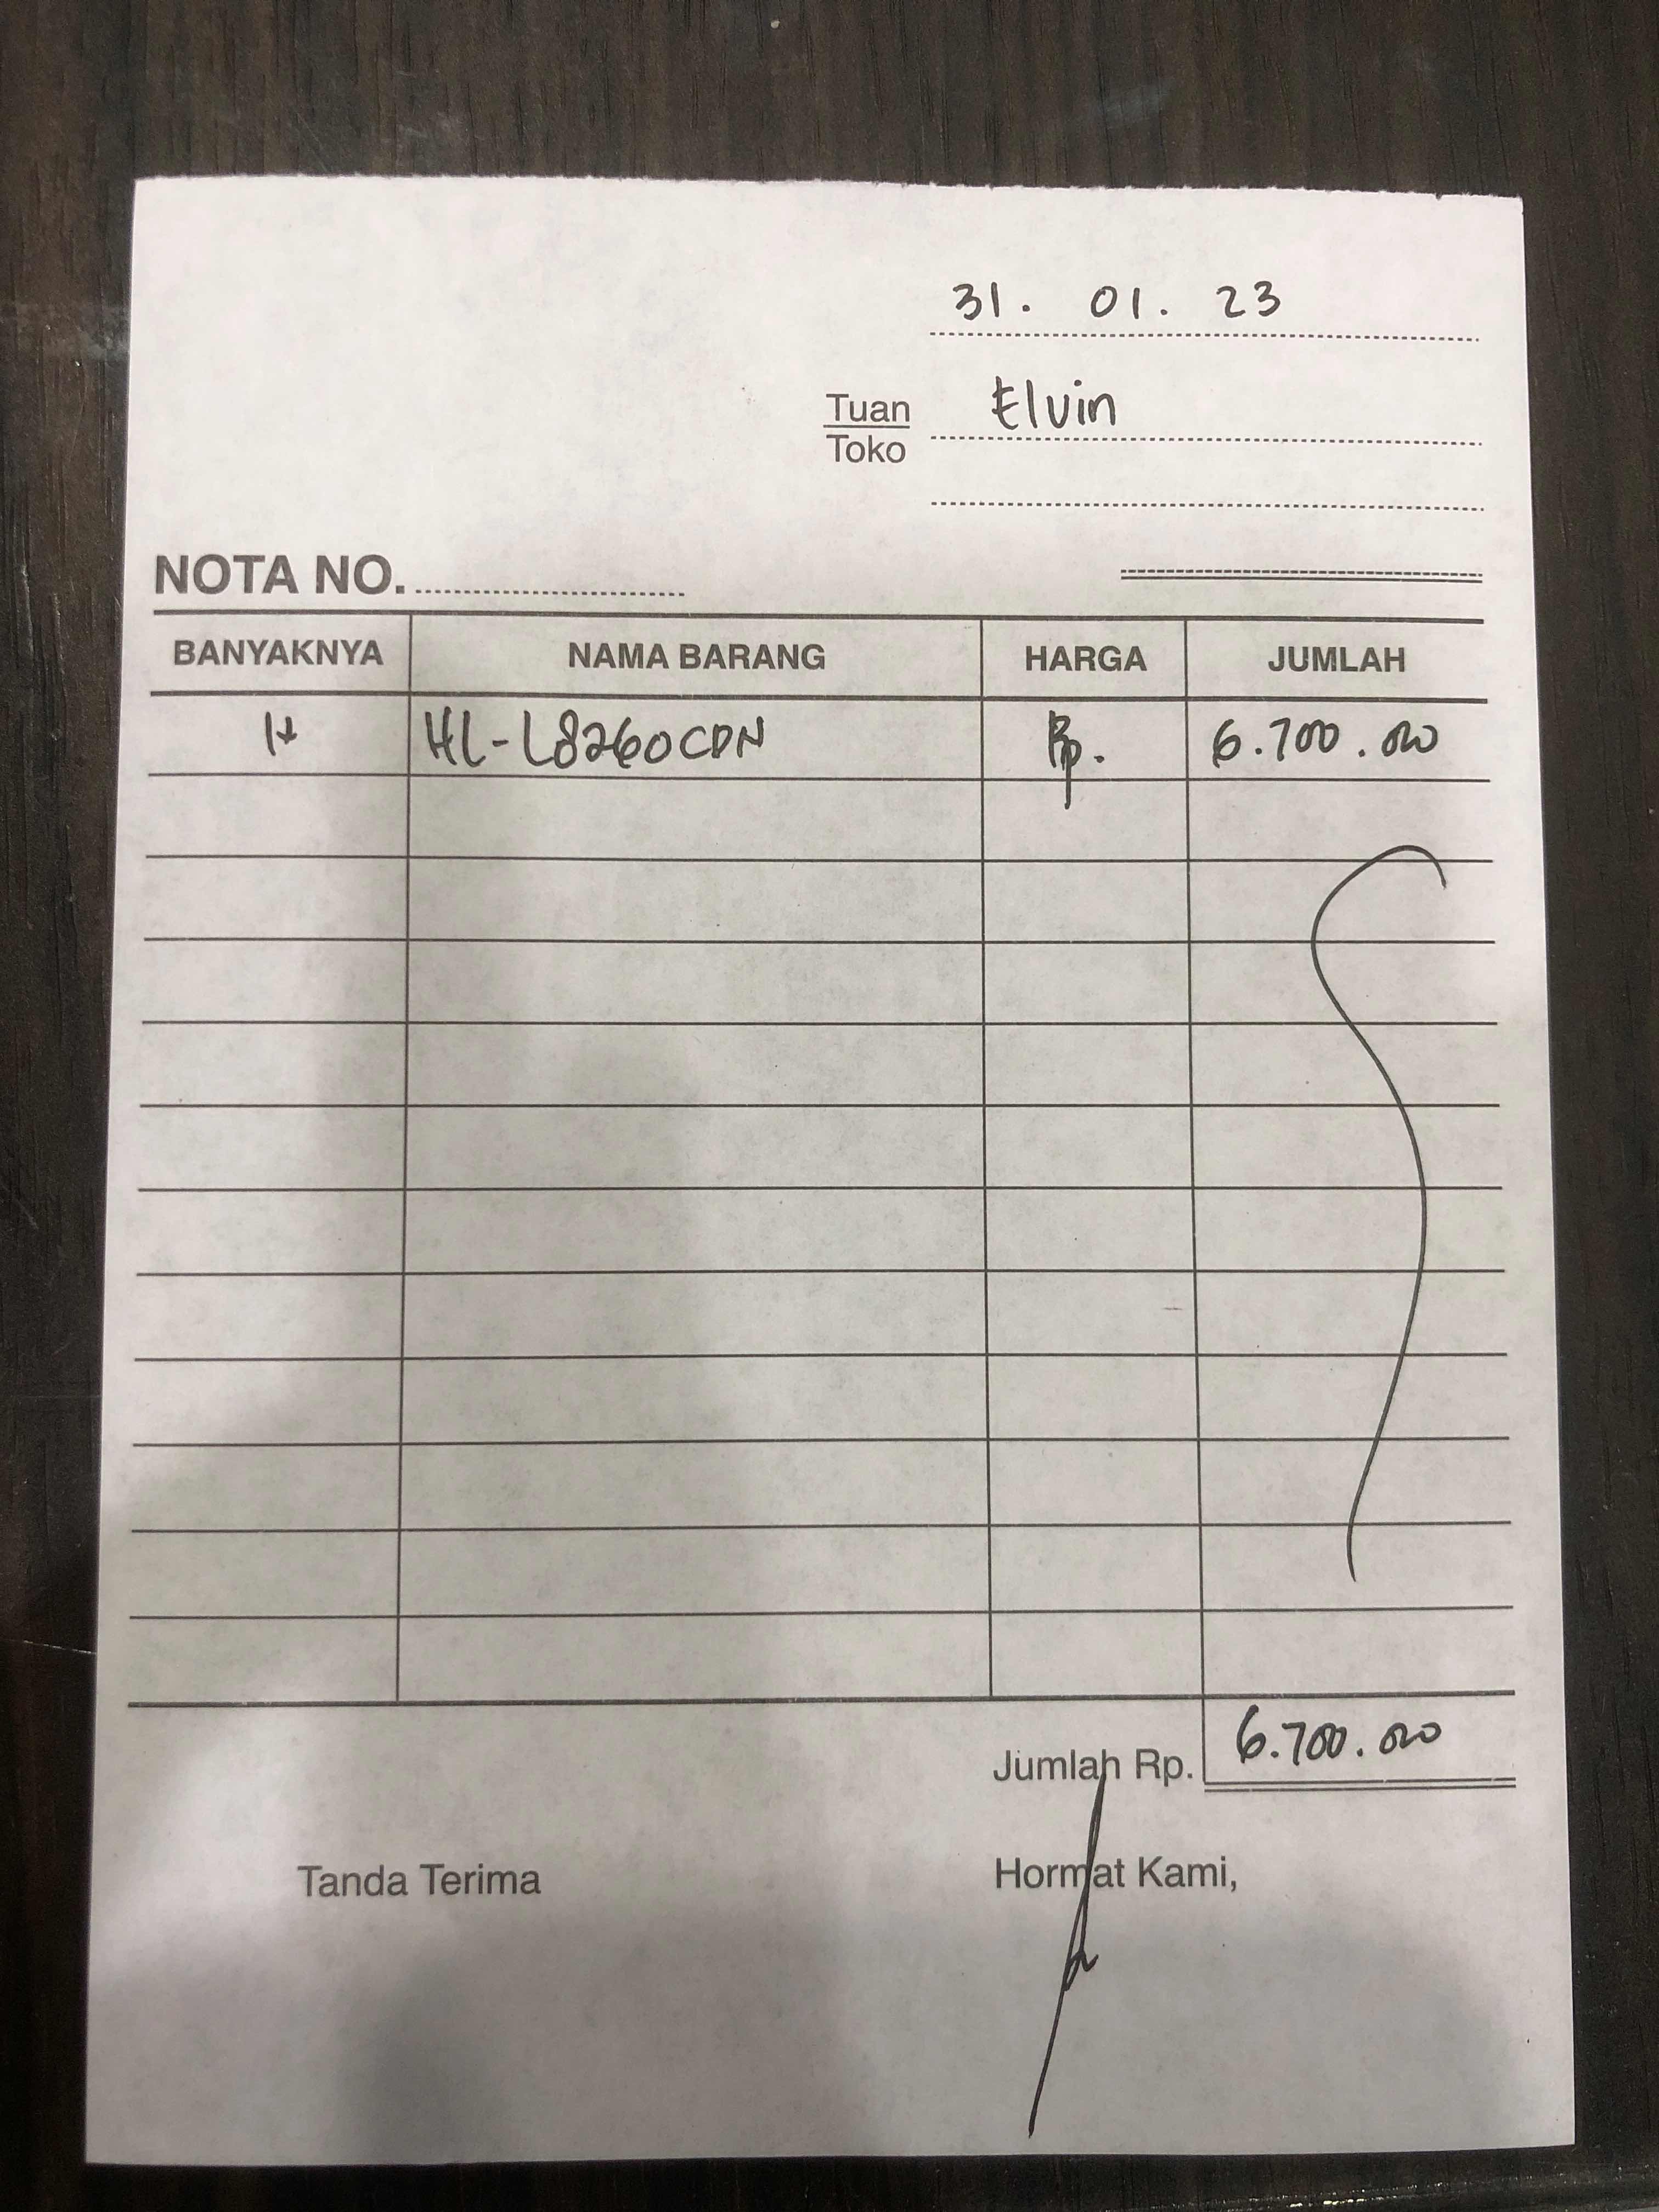 31. 01. 23
Tuan Elvin
Toko
NOTA NO.
BANYAKNYA NAMA BARANG HARGA JUMLAH
HL-L8260CDN Rp. 6.700.000
Jumlah Rp. 6.700.000
Tanda Terima Hormat Kami,